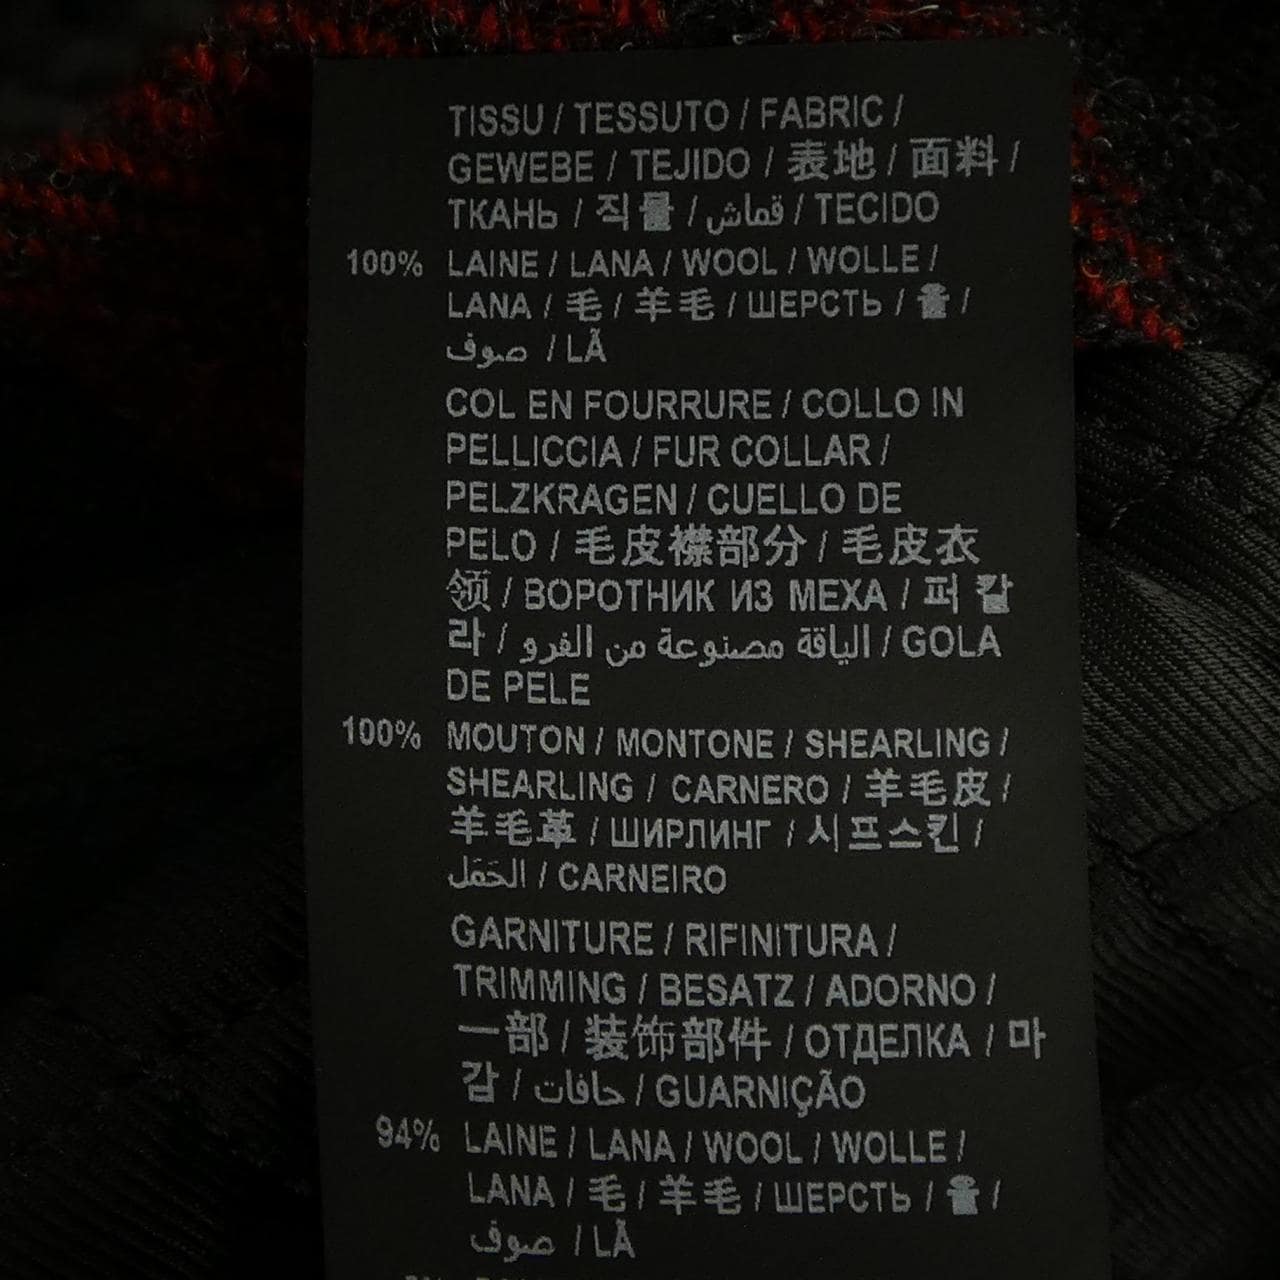 TISSU / TESSUTO / FABRIC /
GEWEBE / TEJIDO / 表地 / 面料 /
ТКАНЬ / 직물 / قماش / TECIDO
100% LAINE / LANA / WOOL / WOLLE /
LANA / 毛 / 羊毛 / ШЕРСТЬ / 울 /
صوف / LÃ
COL EN FOURRURE / COLLO IN
PELLICCIA / FUR COLLAR /
PELZKRAGEN / CUELLO DE
PELO / 毛皮襟部分 / 毛皮衣
领 / ВОРОТНИК ИЗ МЕХА / 퍼 칼
라 / الياقة مصنوعة من الفرو / GOLA
DE PELE
100% MOUTON / MONTONE / SHEARLING /
SHEARLING / CARNERO / 羊毛皮 /
羊毛革 / ШИРЛИНГ / 시프스킨 /
الحَمَل / CARNEIRO
GARNITURE / RIFINITURA /
TRIMMING / BESATZ / ADORNO /
一部 / 装饰部件 / ОТДЕЛКА / 마
감 / حافات / GUARNIÇÃO
94% LAINE / LANA / WOOL / WOLLE /
LANA / 毛 / 羊毛 / ШЕРСТЬ / 울 /
صوف / LÃ